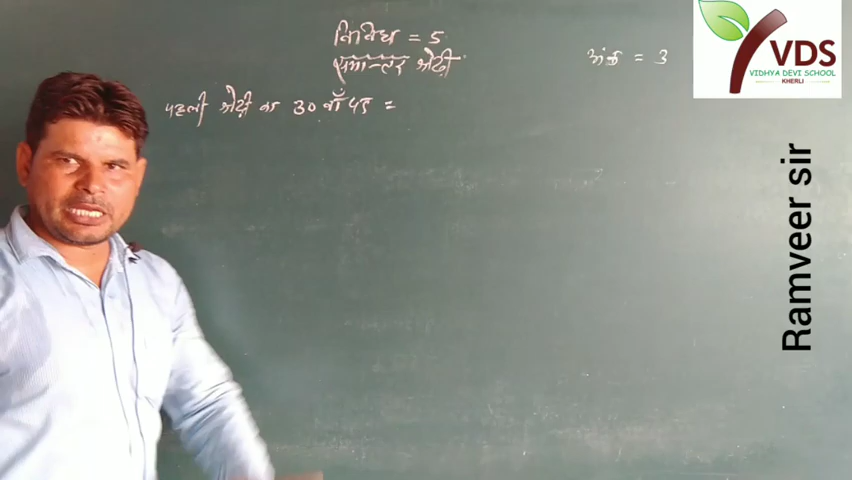 विविध = 5
समान्तर श्रेढ़ी
अंक = 3
पहली श्रेढ़ी का 30 वाँ पद =
VDS
VIDHYA DEVI SCHOOL
KHERLI
Ramveer sir